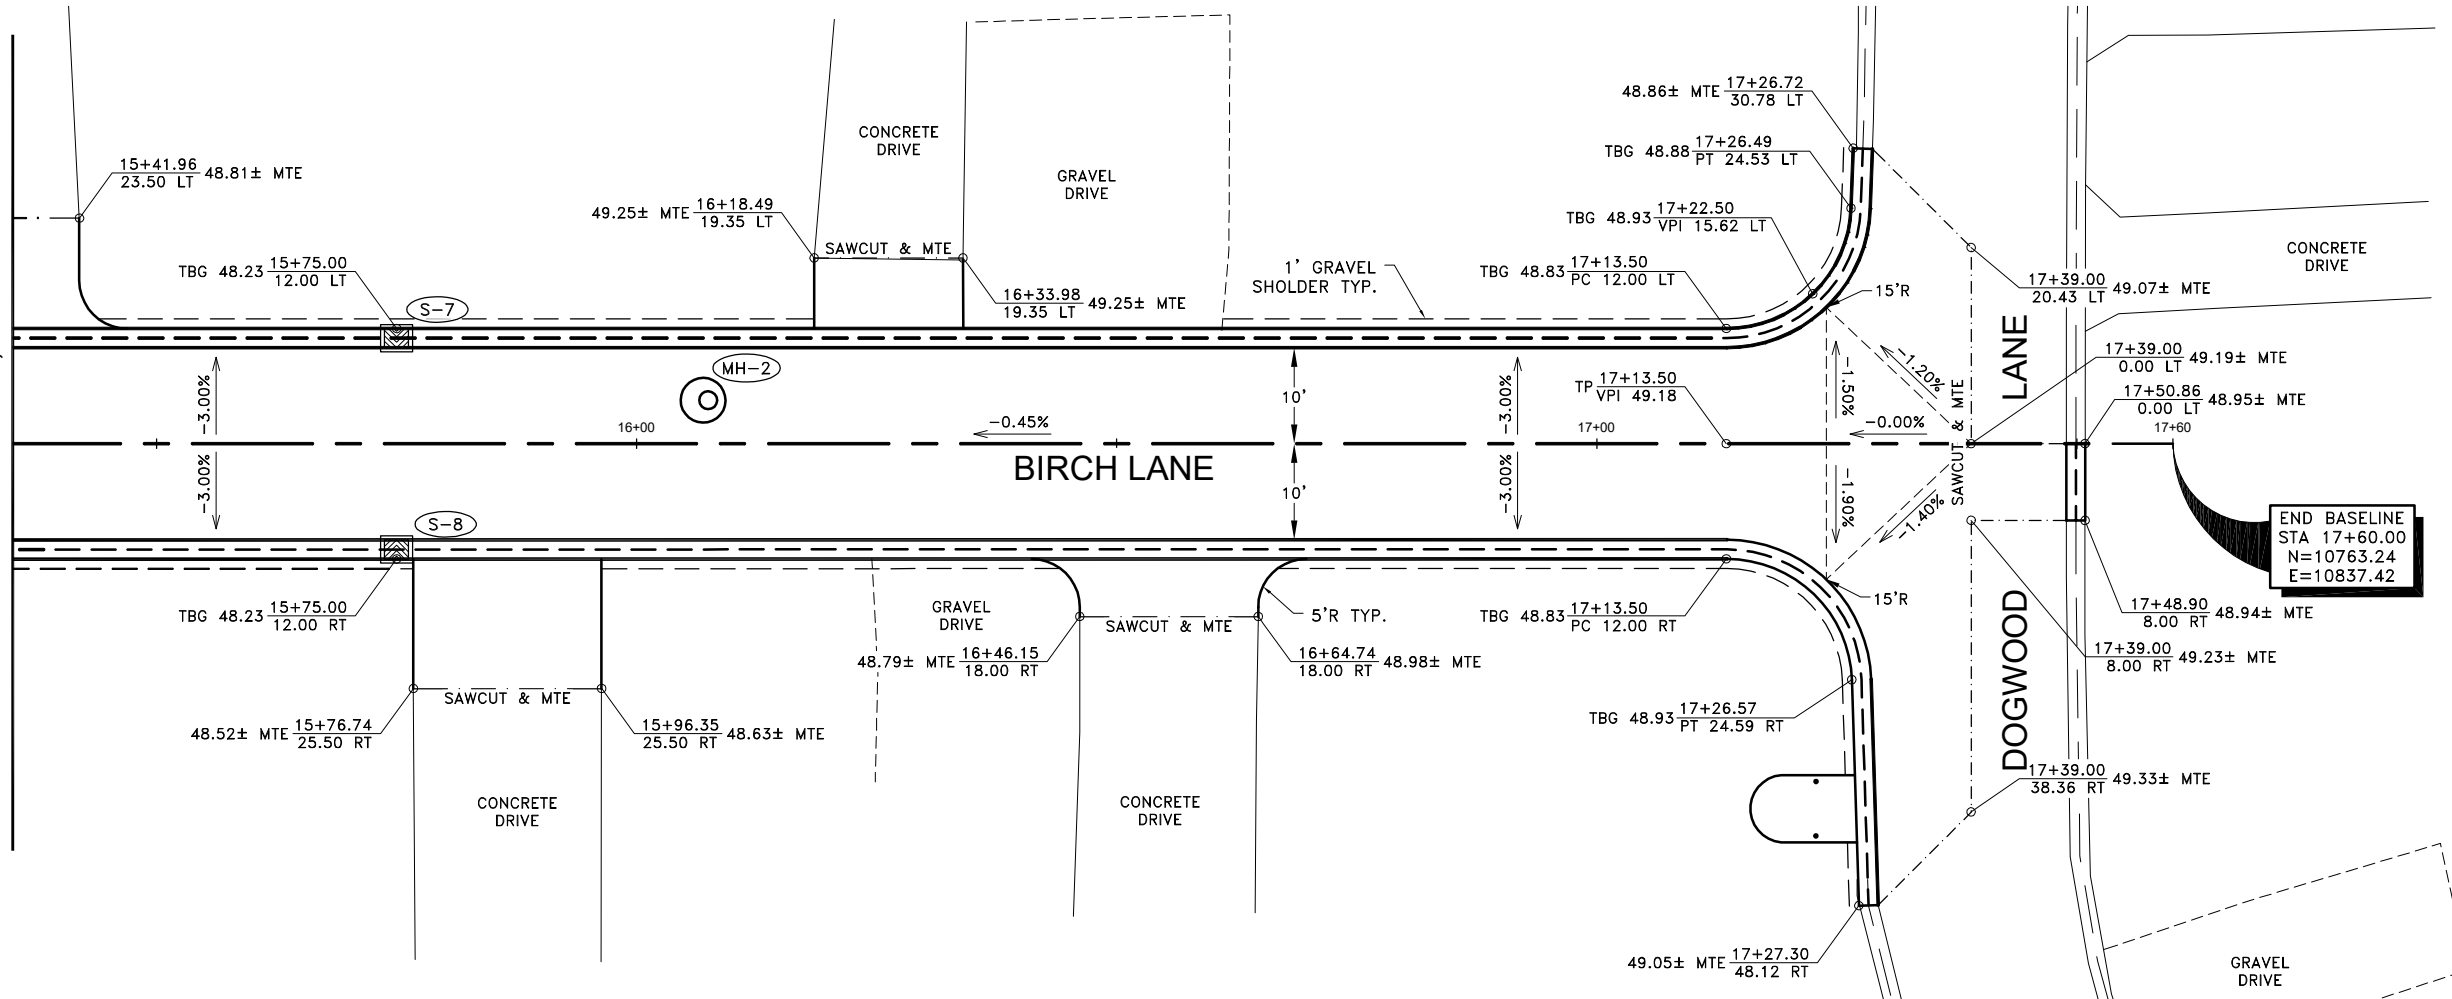 15+41.96
23.50 LT
48.81± MTE
TBG 48.23
15+75.00
12.00 LT
S-7
49.25± MTE
16+18.49
19.35 LT
CONCRETE
DRIVE
SAWCUT & MTE
16+33.98
19.35 LT
49.25± MTE
GRAVEL
DRIVE
1' GRAVEL
SHOLDER TYP.
48.86± MTE
17+26.72
30.78 LT
TBG 48.88
17+26.49
PT 24.53 LT
TBG 48.93
17+22.50
VPI 15.62 LT
TBG 48.83
17+13.50
PC 12.00 LT
15'R
17+39.00
20.43 LT
49.07± MTE
CONCRETE
DRIVE
17+39.00
0.00 LT
49.19± MTE
17+50.86
0.00 LT
48.95± MTE
MH-2
-3.00%
-3.00%
10'
10'
-3.00%
-3.00%
TP
17+13.50
VPI 49.18
-1.50%
-1.90%
-1.20%
-1.40%
-0.45%
-0.00%
SAWCUT & MTE
16+00
17+00
17+60
BIRCH LANE
DOGWOOD LANE
END BASELINE
STA 17+60.00
N=10763.24
E=10837.42
S-8
TBG 48.23
15+75.00
12.00 RT
48.52± MTE
15+76.74
25.50 RT
SAWCUT & MTE
15+96.35
25.50 RT
48.63± MTE
CONCRETE
DRIVE
GRAVEL
DRIVE
48.79± MTE
16+46.15
18.00 RT
SAWCUT & MTE
5'R TYP.
16+64.74
18.00 RT
48.98± MTE
CONCRETE
DRIVE
TBG 48.83
17+13.50
PC 12.00 RT
15'R
17+48.90
8.00 RT
48.94± MTE
17+39.00
8.00 RT
49.23± MTE
TBG 48.93
17+26.57
PT 24.59 RT
17+39.00
38.36 RT
49.33± MTE
49.05± MTE
17+27.30
48.12 RT
GRAVEL
DRIVE